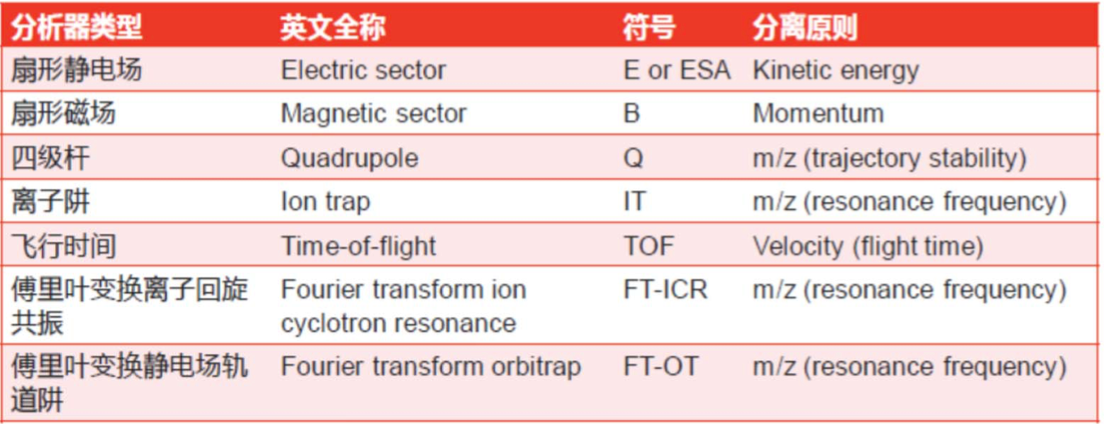 分析器类型 英文全称 符号 分离原则
扇形静电场 Electric sector E or ESA Kinetic energy
扇形磁场 Magnetic sector B Momentum
四级杆 Quadrupole Q m/z (trajectory stability)
离子阱 Ion trap IT m/z (resonance frequency)
飞行时间 Time-of-flight TOF Velocity (flight time)
傅里叶变换离子回旋 Fourier transform ion FT-ICR m/z (resonance frequency)
共振 cyclotron resonance
傅里叶变换静电场轨 Fourier transform orbitrap FT-OT m/z (resonance frequency)
道阱